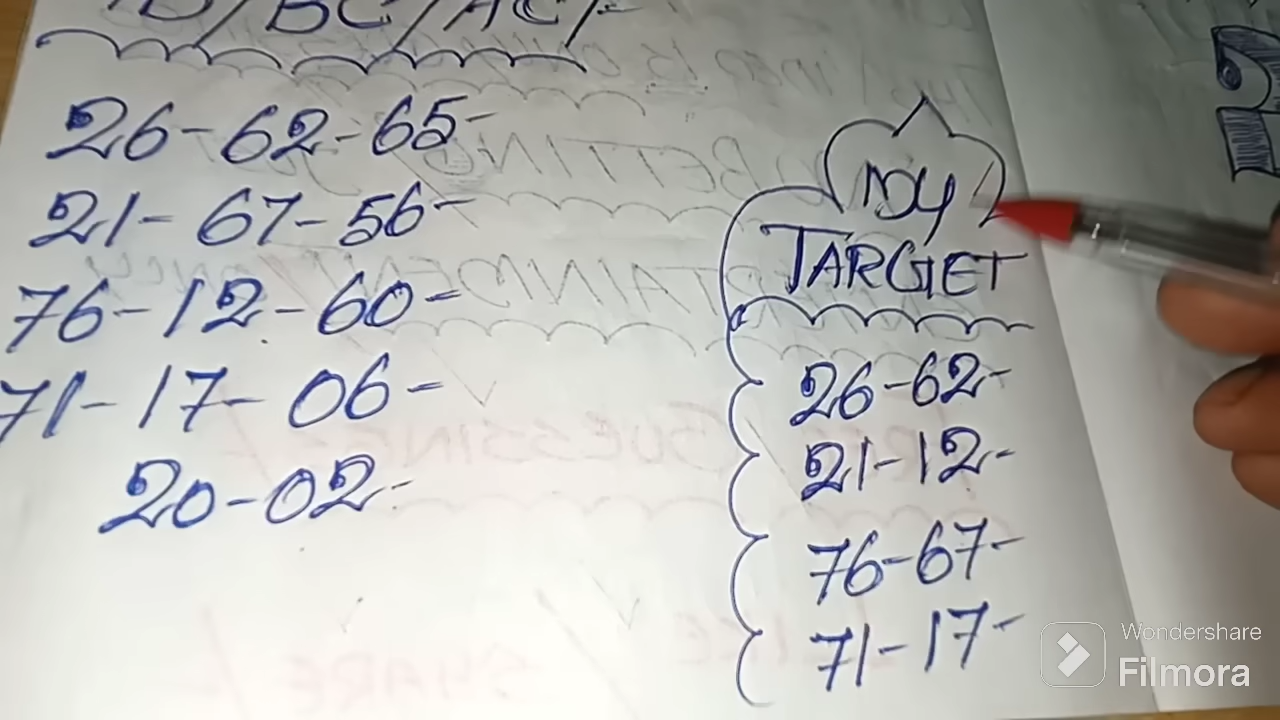 BC/AC/-
26-62-65-
21-67-56-
76-12-60-
71-17-06-
20-02-
My
TARGET
26-62-
21-12-
76-67-
71-17-
Wondershare
Filmora